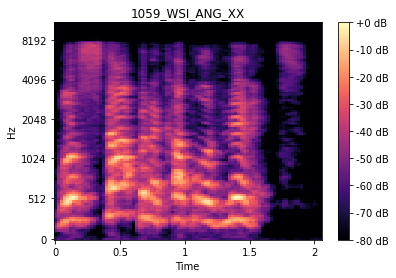 1059_WSI_ANG_XX
+0 dB
8192
-10 dB
4096
-20 dB
-30 dB
2048
Hz
-40 dB
1024
-50 dB
512
-60 dB
-70 dB
0
-80 dB
0
0.5
1
1.5
2
Time